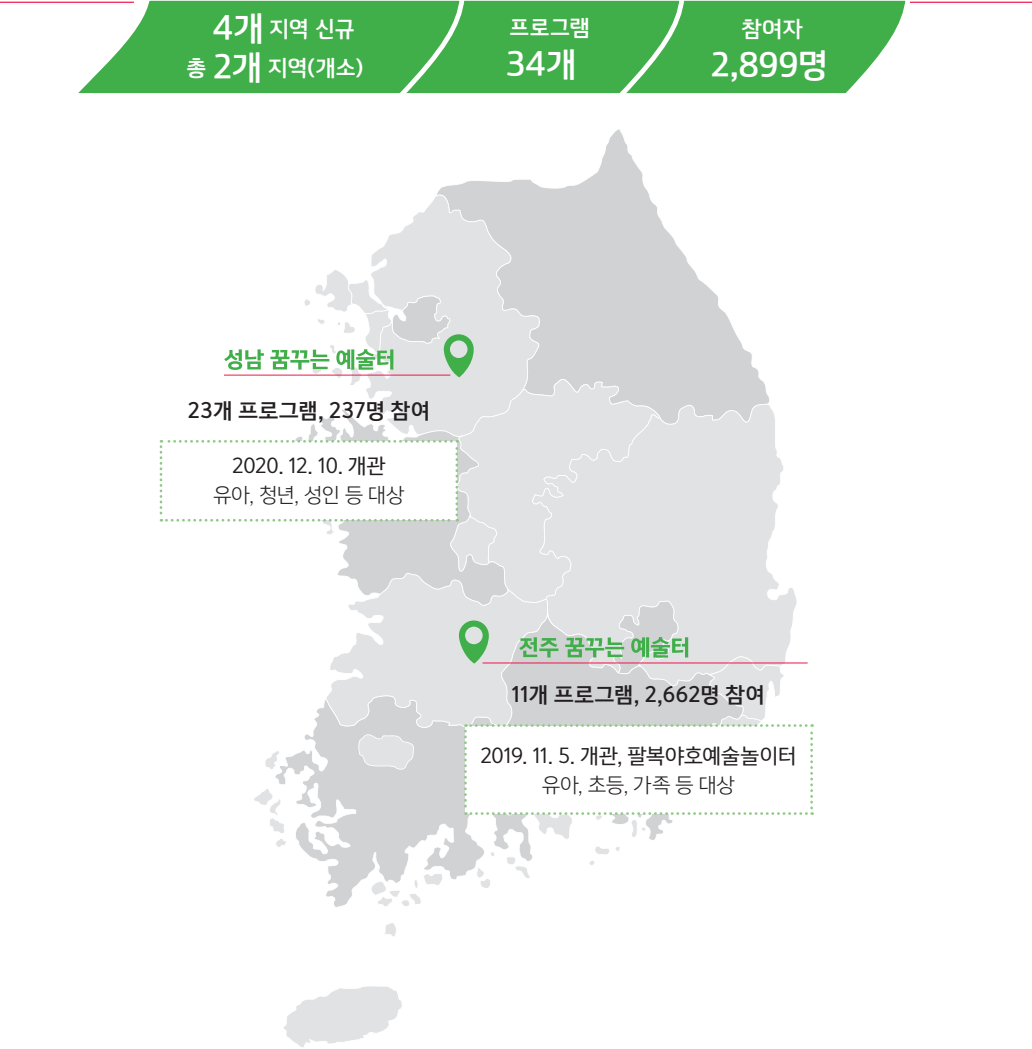 4개 지역 신규
총 2개 지역(개소)
프로그램
34개
참여자
2,899명
성남 꿈꾸는 예술터
23개 프로그램, 237명 참여
2020. 12. 10. 개관
유아, 청년, 성인 등 대상
전주 꿈꾸는 예술터
11개 프로그램, 2,662명 참여
2019. 11. 5. 개관, 팔복야호예술놀이터
유아, 초등, 가족 등 대상